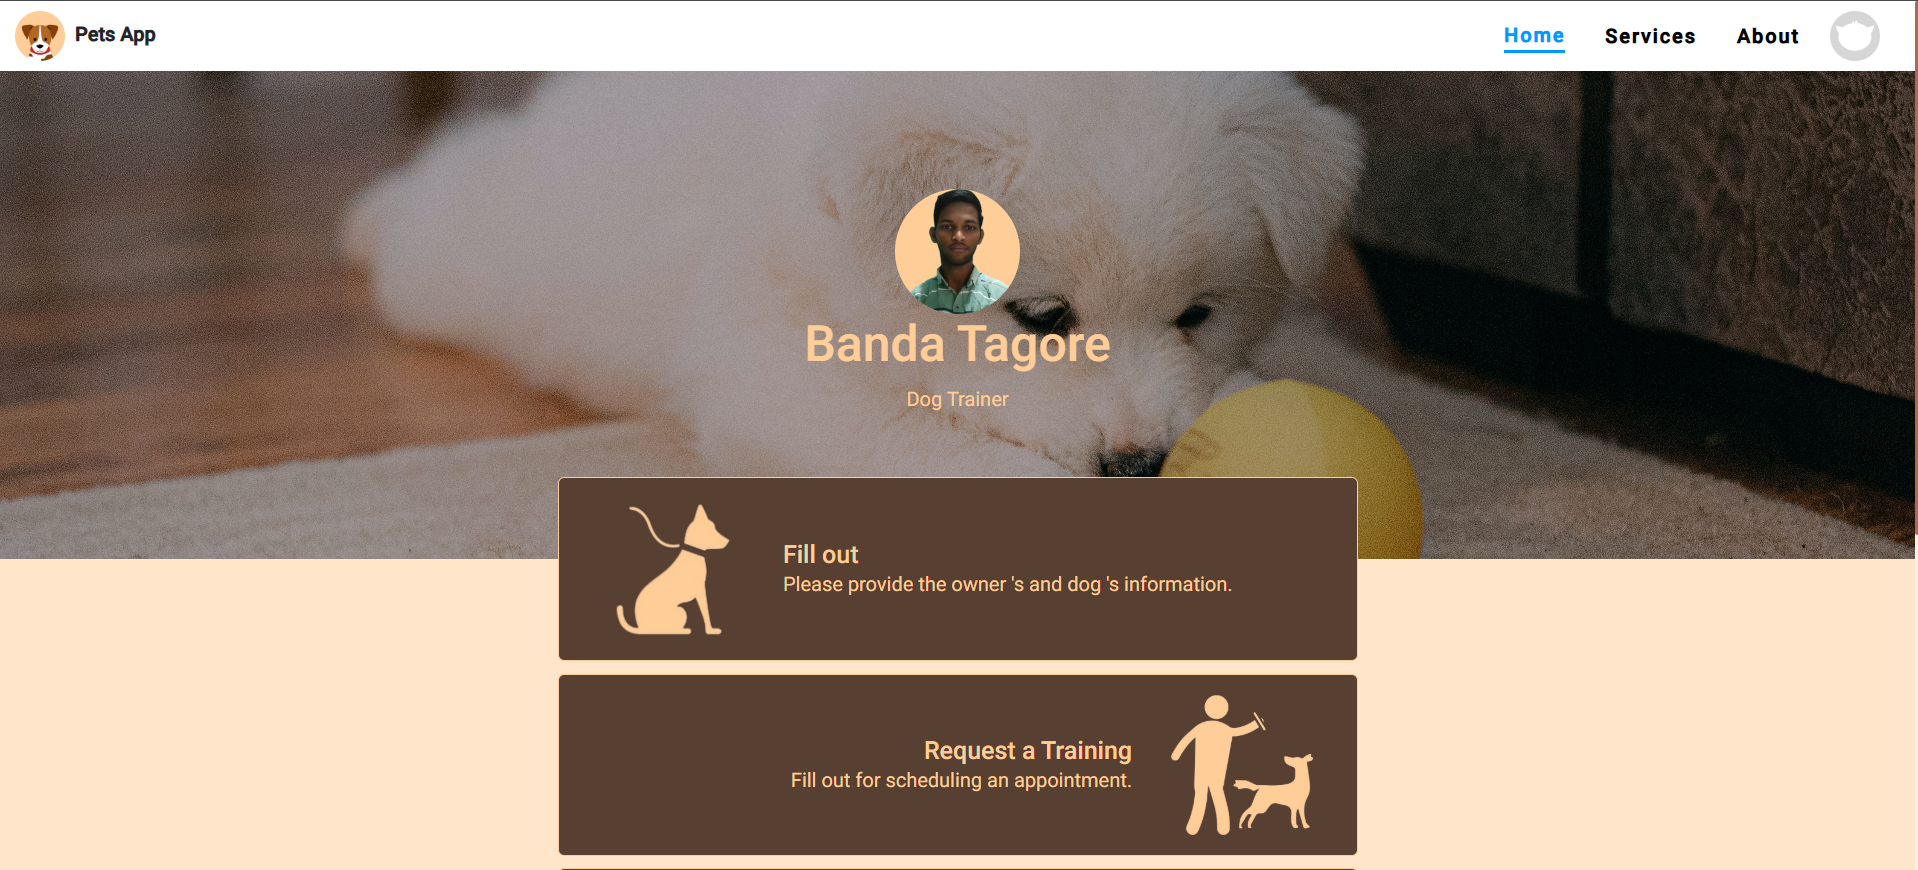 Pets App
Home
Services
About
Banda Tagore
Dog Trainer
Fill out
Please provide the owner 's and dog 's information.
Request a Training
Fill out for scheduling an appointment.